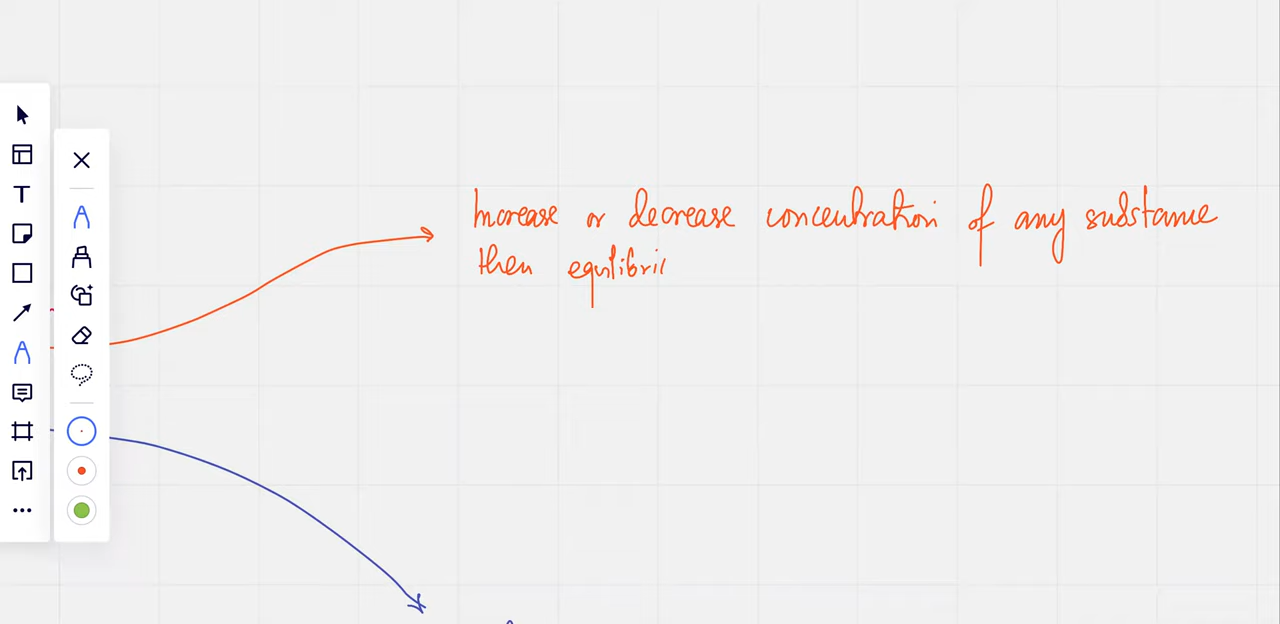 Increase or decrease concentration of any substance
then equilibri
T